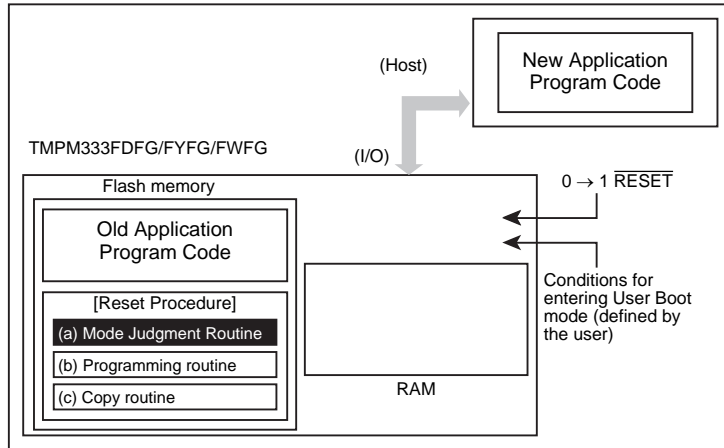 New Application
Program Code
(Host)
TMPM333FDFG/FYFG/FWFG
(I/O)
0 → 1 RESET
Flash memory
Old Application
Program Code
[Reset Procedure]
(a) Mode Judgment Routine
(b) Programming routine
(c) Copy routine
RAM
Conditions for
entering User Boot
mode (defined by
the user)